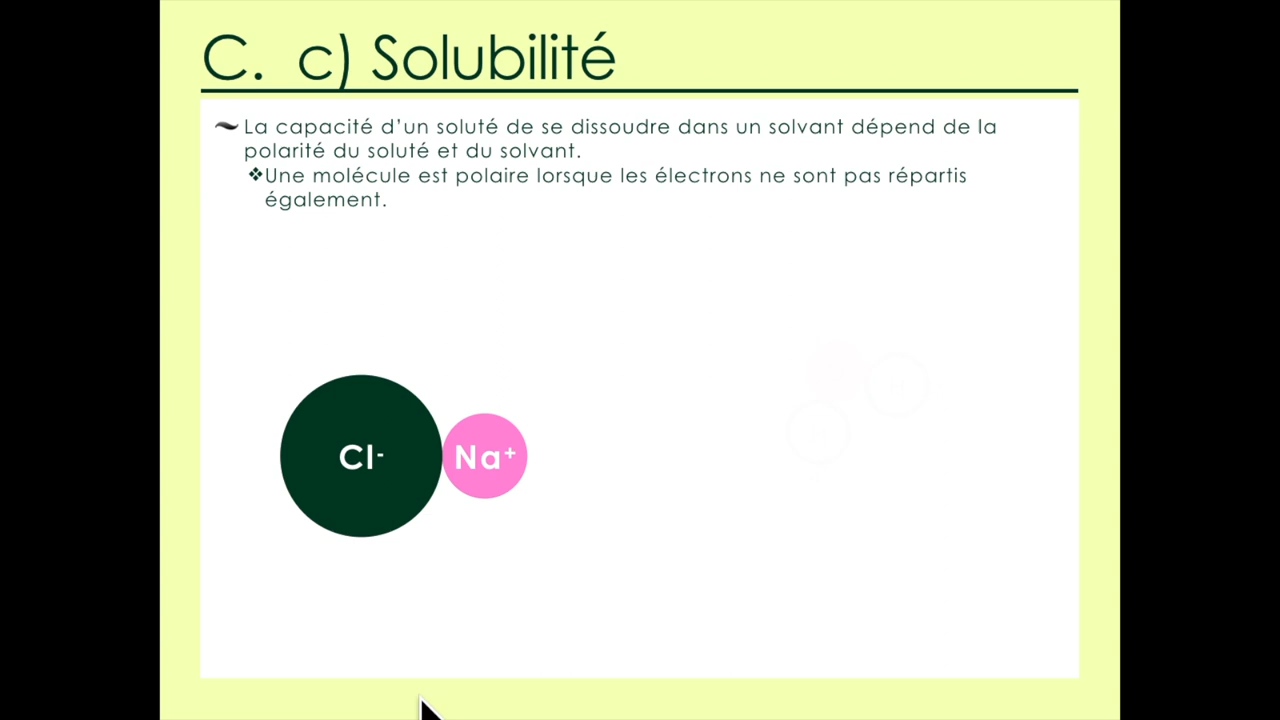 C. c) Solubilité
La capacité d’un soluté de se dissoudre dans un solvant dépend de la
polarité du soluté et du solvant.
❖Une molécule est polaire lorsque les électrons ne sont pas répartis
également.
Cl- Na+